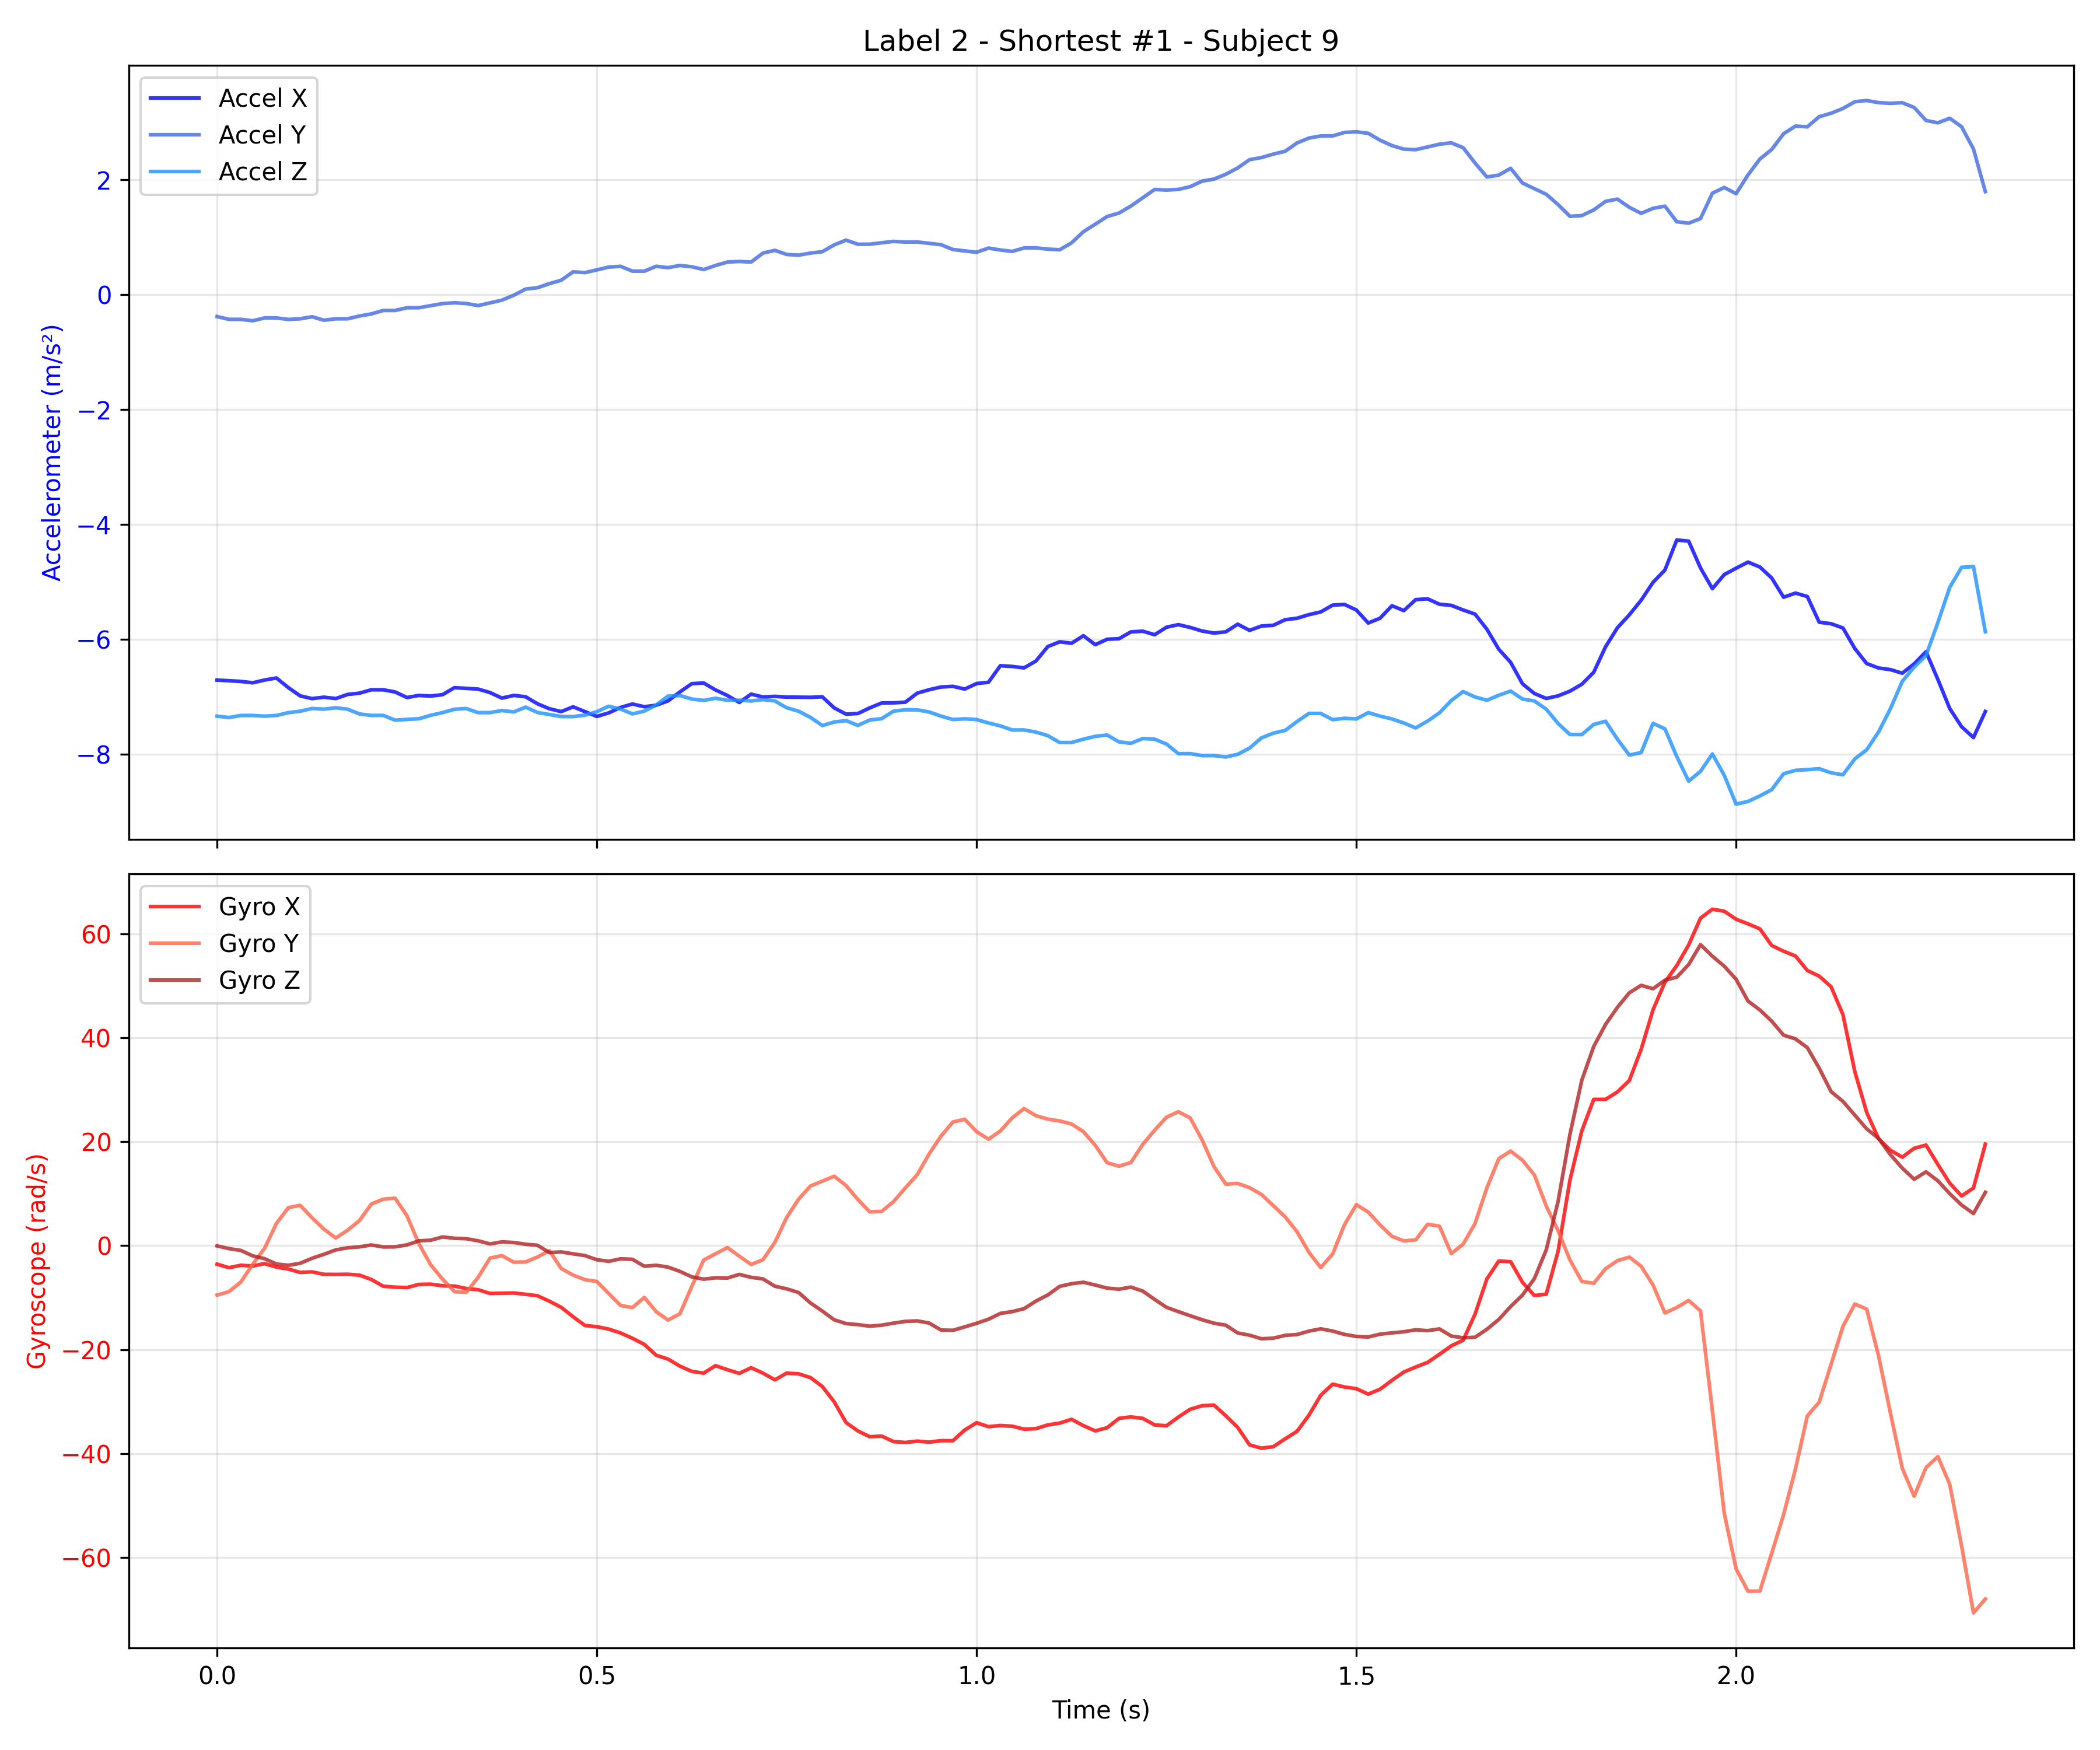 Label 2 - Shortest #1 - Subject 9
Accel X
Accel Y
Accel Z
2
0
−2
−4
−6
−8
Accelerometer (m/s²)
Gyro X
Gyro Y
Gyro Z
60
40
20
0
−20
−40
−60
Gyroscope (rad/s)
0.0 0.5 1.0 1.5 2.0
Time (s)